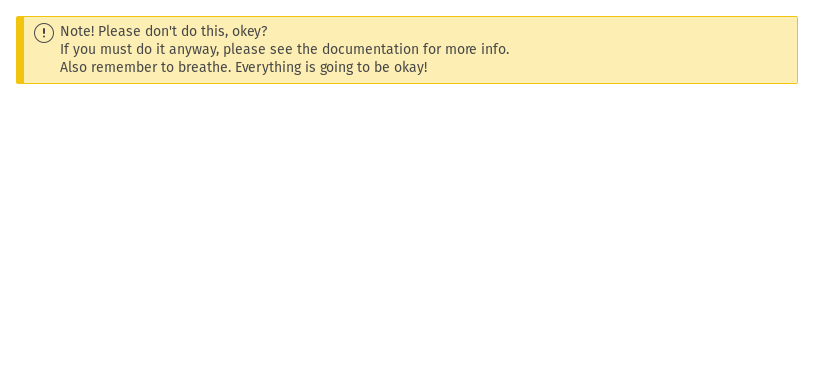 Note! Please don't do this, okey?
If you must do it anyway, please see the documentation for more info.
Also remember to breathe. Everything is going to be okay!